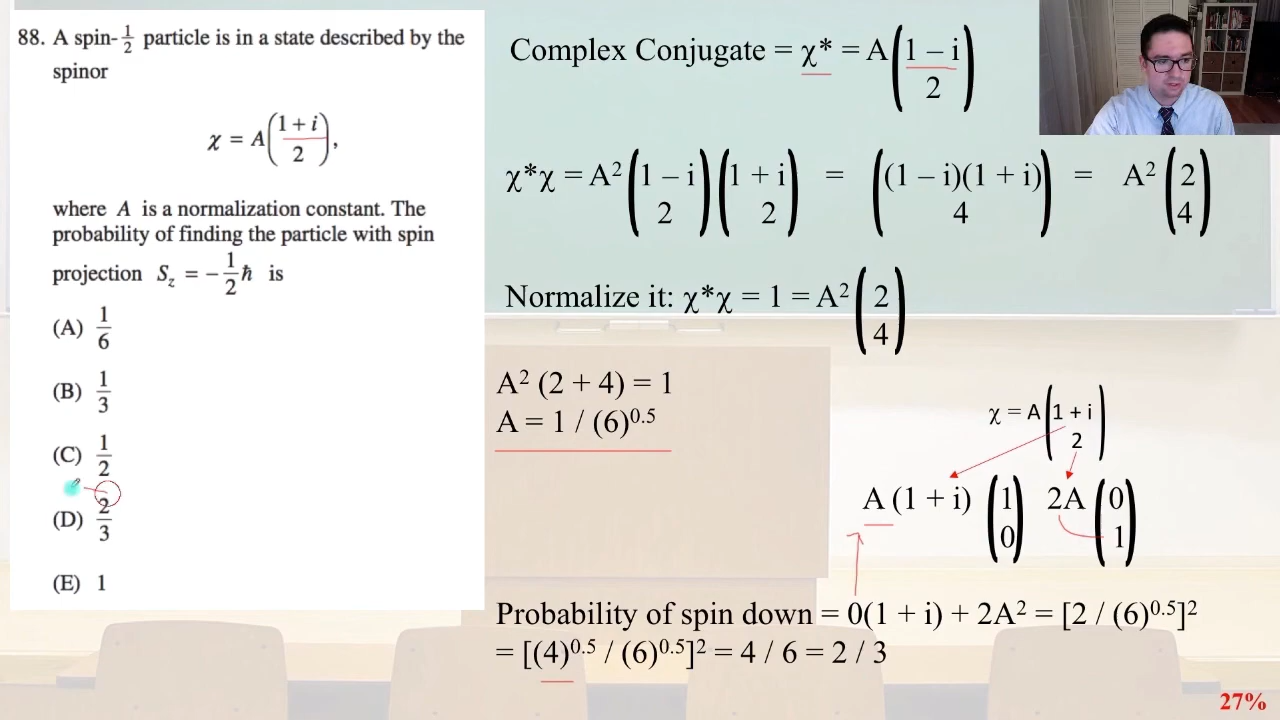 88. A spin-1/2 particle is in a state described by the
spinor
χ = A(1 + i
2),
where A is a normalization constant. The
probability of finding the particle with spin
projection S_z = −1/2 ħ is
(A) 1/6
(B) 1/3
(C) 1/2
(D) 2/3
(E) 1
Complex Conjugate = χ* = A(1 – i
2)
χ*χ = A² (1 – i
2) (1 + i
2) = ((1 – i)(1 + i)
4) = A² (2
4)
Normalize it: χ*χ = 1 = A² (2
4)
A² (2 + 4) = 1
A = 1 / (6)^0.5
χ = A (1 + i
2)
A (1 + i) (1
0) 2A (0
1)
Probability of spin down = 0(1 + i) + 2A² = [2 / (6)^0.5]²
= [(4)^0.5 / (6)^0.5]² = 4 / 6 = 2 / 3
27%